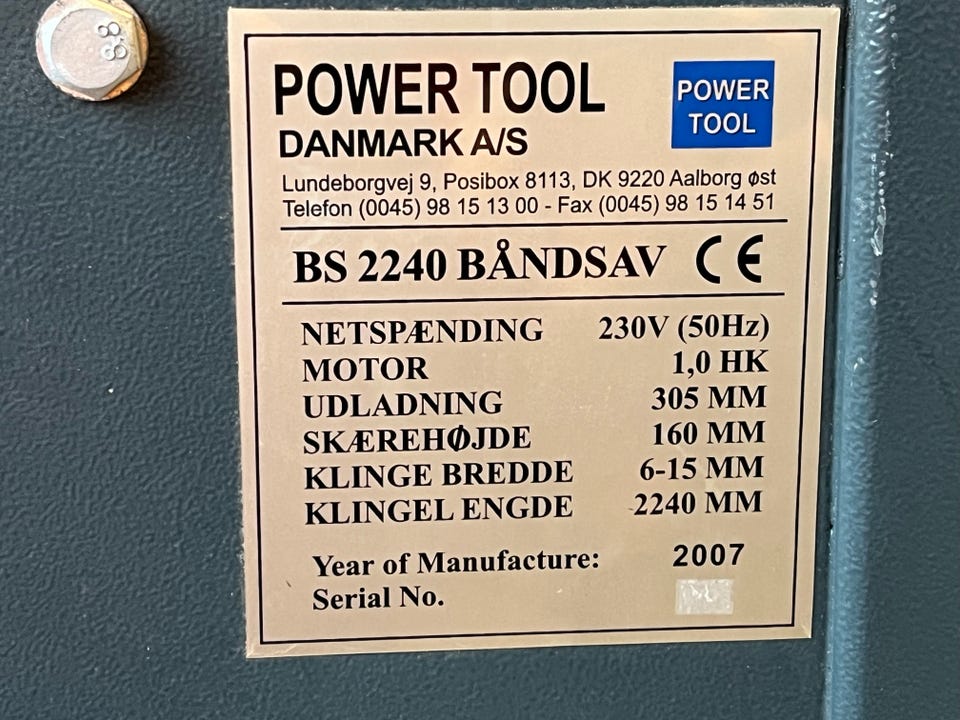 8.8
POWER TOOL
DANMARK A/S
POWER
TOOL
Lundeborgvej 9, Posibox 8113, DK 9220 Aalborg øst
Telefon (0045) 98 15 13 00 - Fax (0045) 98 15 14 51
BS 2240 BÅNDSAV CE
NETSPÆNDING 230V (50Hz)
MOTOR 1,0 HK
UDLADNING 305 MM
SKÆREHØJDE 160 MM
KLINGE BREDDE 6-15 MM
KLINGEL ENGDE 2240 MM
Year of Manufacture: 2007
Serial No.